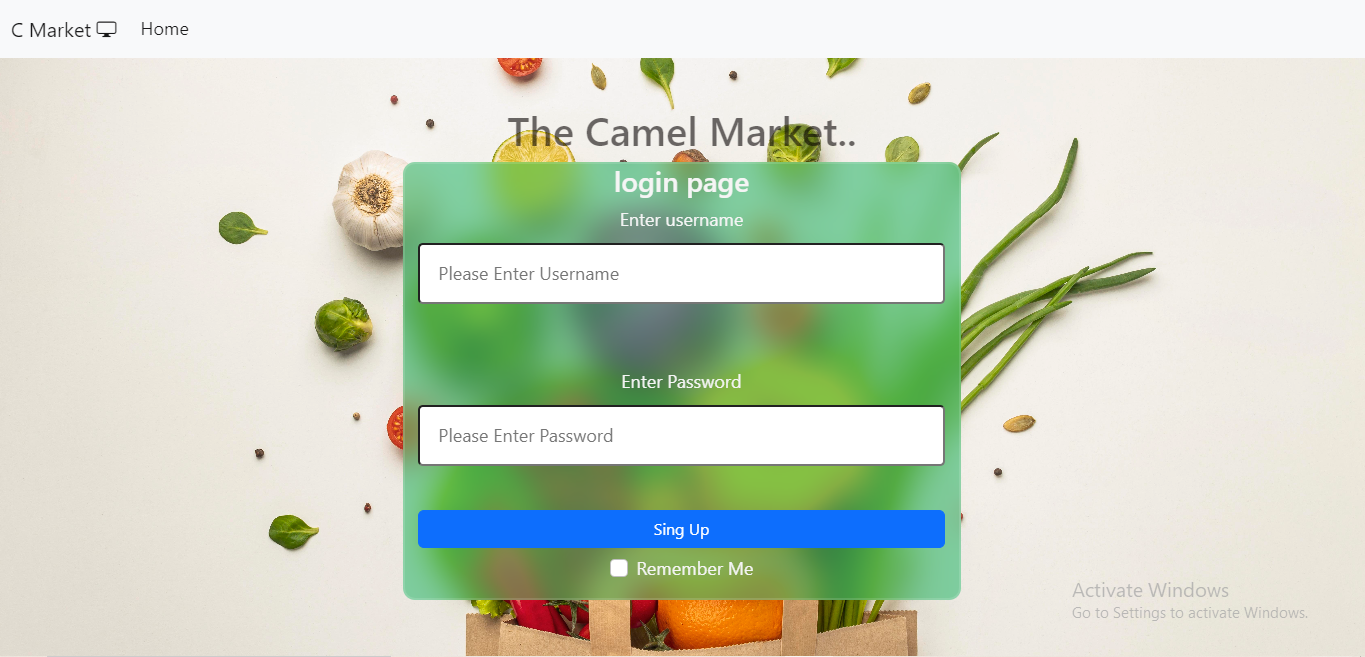 C Market Home
The Camel Market..
login page
Enter username
Please Enter Username
Enter Password
Please Enter Password
Sing Up
Remember Me
Activate Windows
Go to Settings to activate Windows.